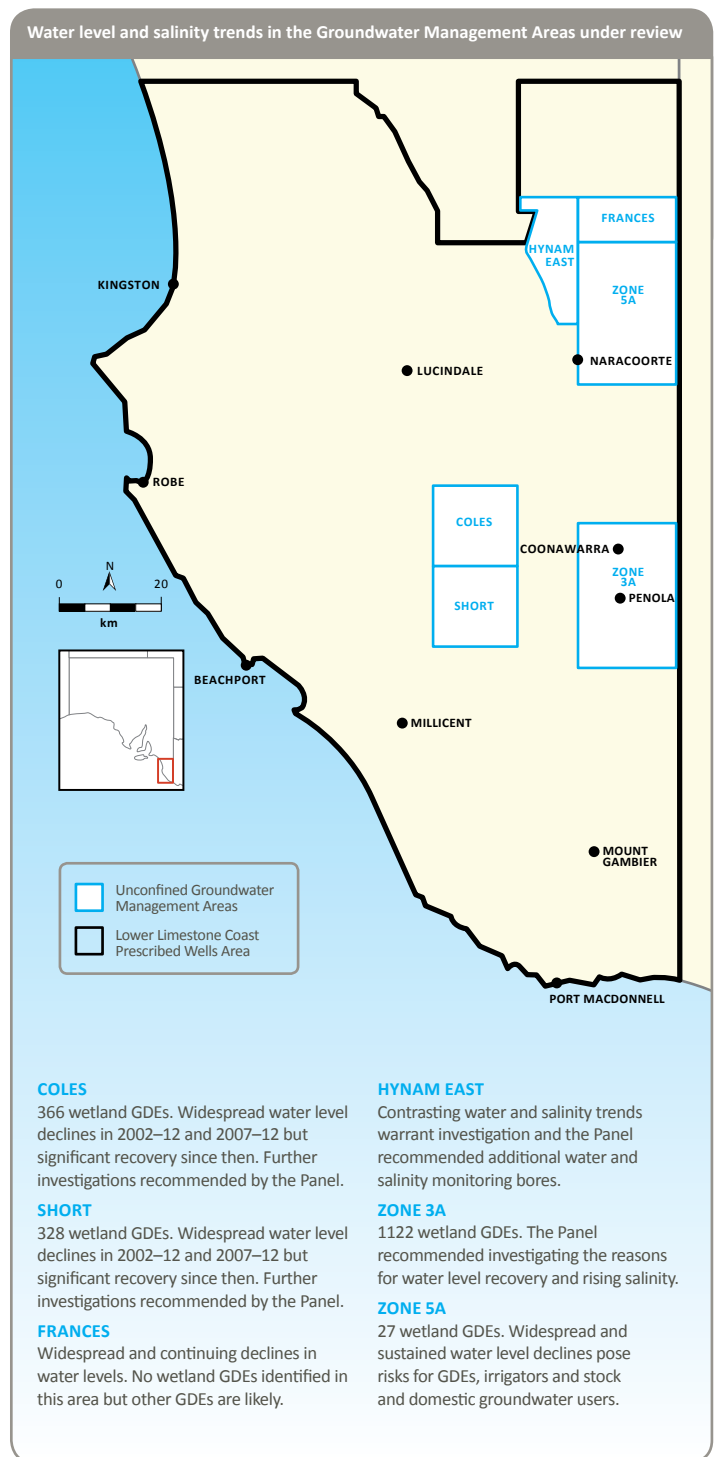 Water level and salinity trends in the Groundwater Management Areas under review
FRANCES
HYNAM
EAST
ZONE
5A
KINGSTON
NARACOORTE
LUCINDALE
ROBE
COLES
COONAWARRA
ZONE
3A
PENOLA
SHORT
N
0 20
km
BEACHPORT
MILLICENT
MOUNT
GAMBIER
Unconfined Groundwater
Management Areas
Lower Limestone Coast
Prescribed Wells Area
PORT MACDONNELL
COLES
366 wetland GDEs. Widespread water level
declines in 2002–12 and 2007–12 but
significant recovery since then. Further
investigations recommended by the Panel.
SHORT
328 wetland GDEs. Widespread water level
declines in 2002–12 and 2007–12 but
significant recovery since then. Further
investigations recommended by the Panel.
FRANCES
Widespread and continuing declines in
water levels. No wetland GDEs identified in
this area but other GDEs are likely.
HYNAM EAST
Contrasting water and salinity trends
warrant investigation and the Panel
recommended additional water and
salinity monitoring bores.
ZONE 3A
1122 wetland GDEs. The Panel
recommended investigating the reasons
for water level recovery and rising salinity.
ZONE 5A
27 wetland GDEs. Widespread and
sustained water level declines pose
risks for GDEs, irrigators and stock
and domestic groundwater users.